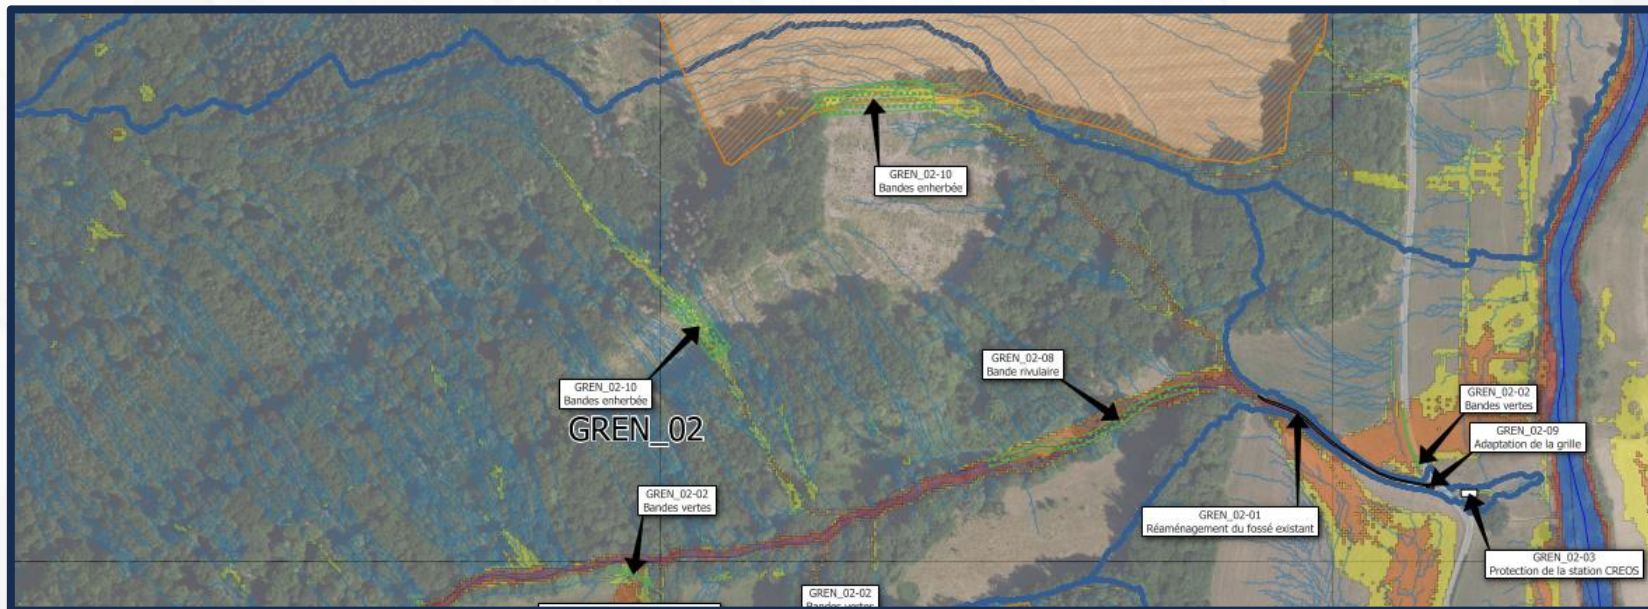 GREN_02-10
Bandes enherbée
GREN_02-10
Bandes enherbée
GREN_02
GREN_02-08
Bande rivulaire
GREN_02-02
Bandes vertes
GREN_02-09
Adaptation de la grille
GREN_02-02
Bandes vertes
GREN_02-01
Réaménagement du fossé existant
GREN_02-03
Protection de la station CREOS
GREN_02-02
Bandes vertes